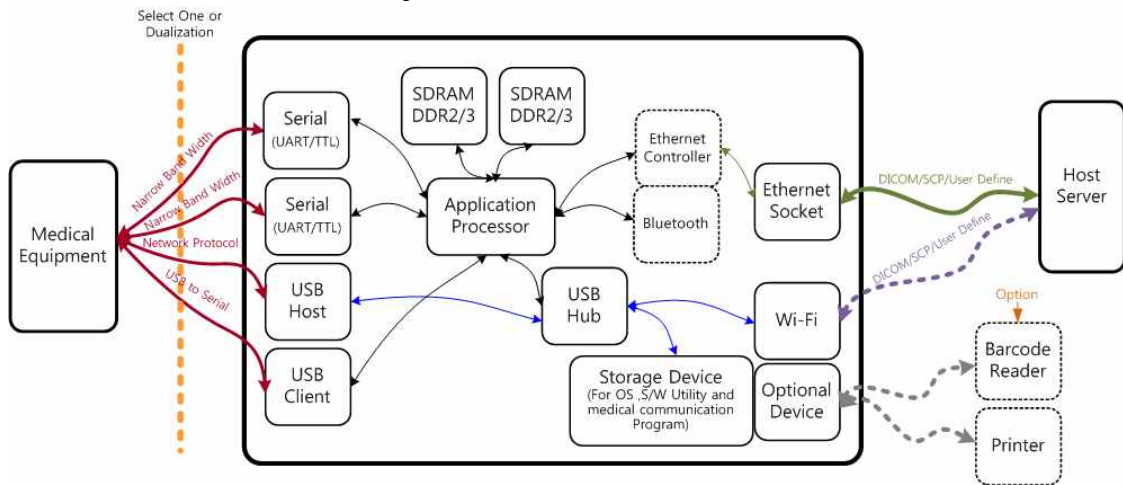 Select One or
Dualization
Medical
Equipment
Narrow Band Width
Narrow Band Width
Network Protocol
USB to Serial
Serial
(UART/TTL)
Serial
(UART/TTL)
USB
Host
USB
Client
SDRAM
DDR2/3
SDRAM
DDR2/3
Application
Processor
Ethernet
Controller
Bluetooth
USB
Hub
Storage Device
(For OS ,S/W Utility and
medical communication
Program)
Ethernet
Socket
Wi-Fi
Optional
Device
DICOM/SCP/User Define
DICOM/SCP/User Define
Host
Server
Option
Barcode
Reader
Printer